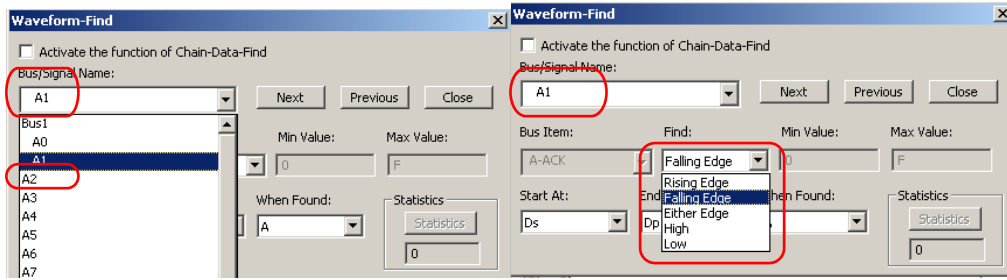 Waveform-Find
Activate the function of Chain-Data-Find
Bus/Signal Name:
A1
Next Previous Close
Bus1
A0
A1
A2
A3
A4
A5
A6
A7
Min Value: Max Value:
0 F
When Found:
A
Statistics
Statistics
0
Waveform-Find
Activate the function of Chain-Data-Find
Bus/Signal Name:
A1
Next Previous Close
Bus Item: Find: Min Value: Max Value:
A-ACK Falling Edge 0 F
Rising Edge
Falling Edge
Either Edge
High
Low
Start At: End hen Found:
Ds Dp
Statistics
Statistics
0